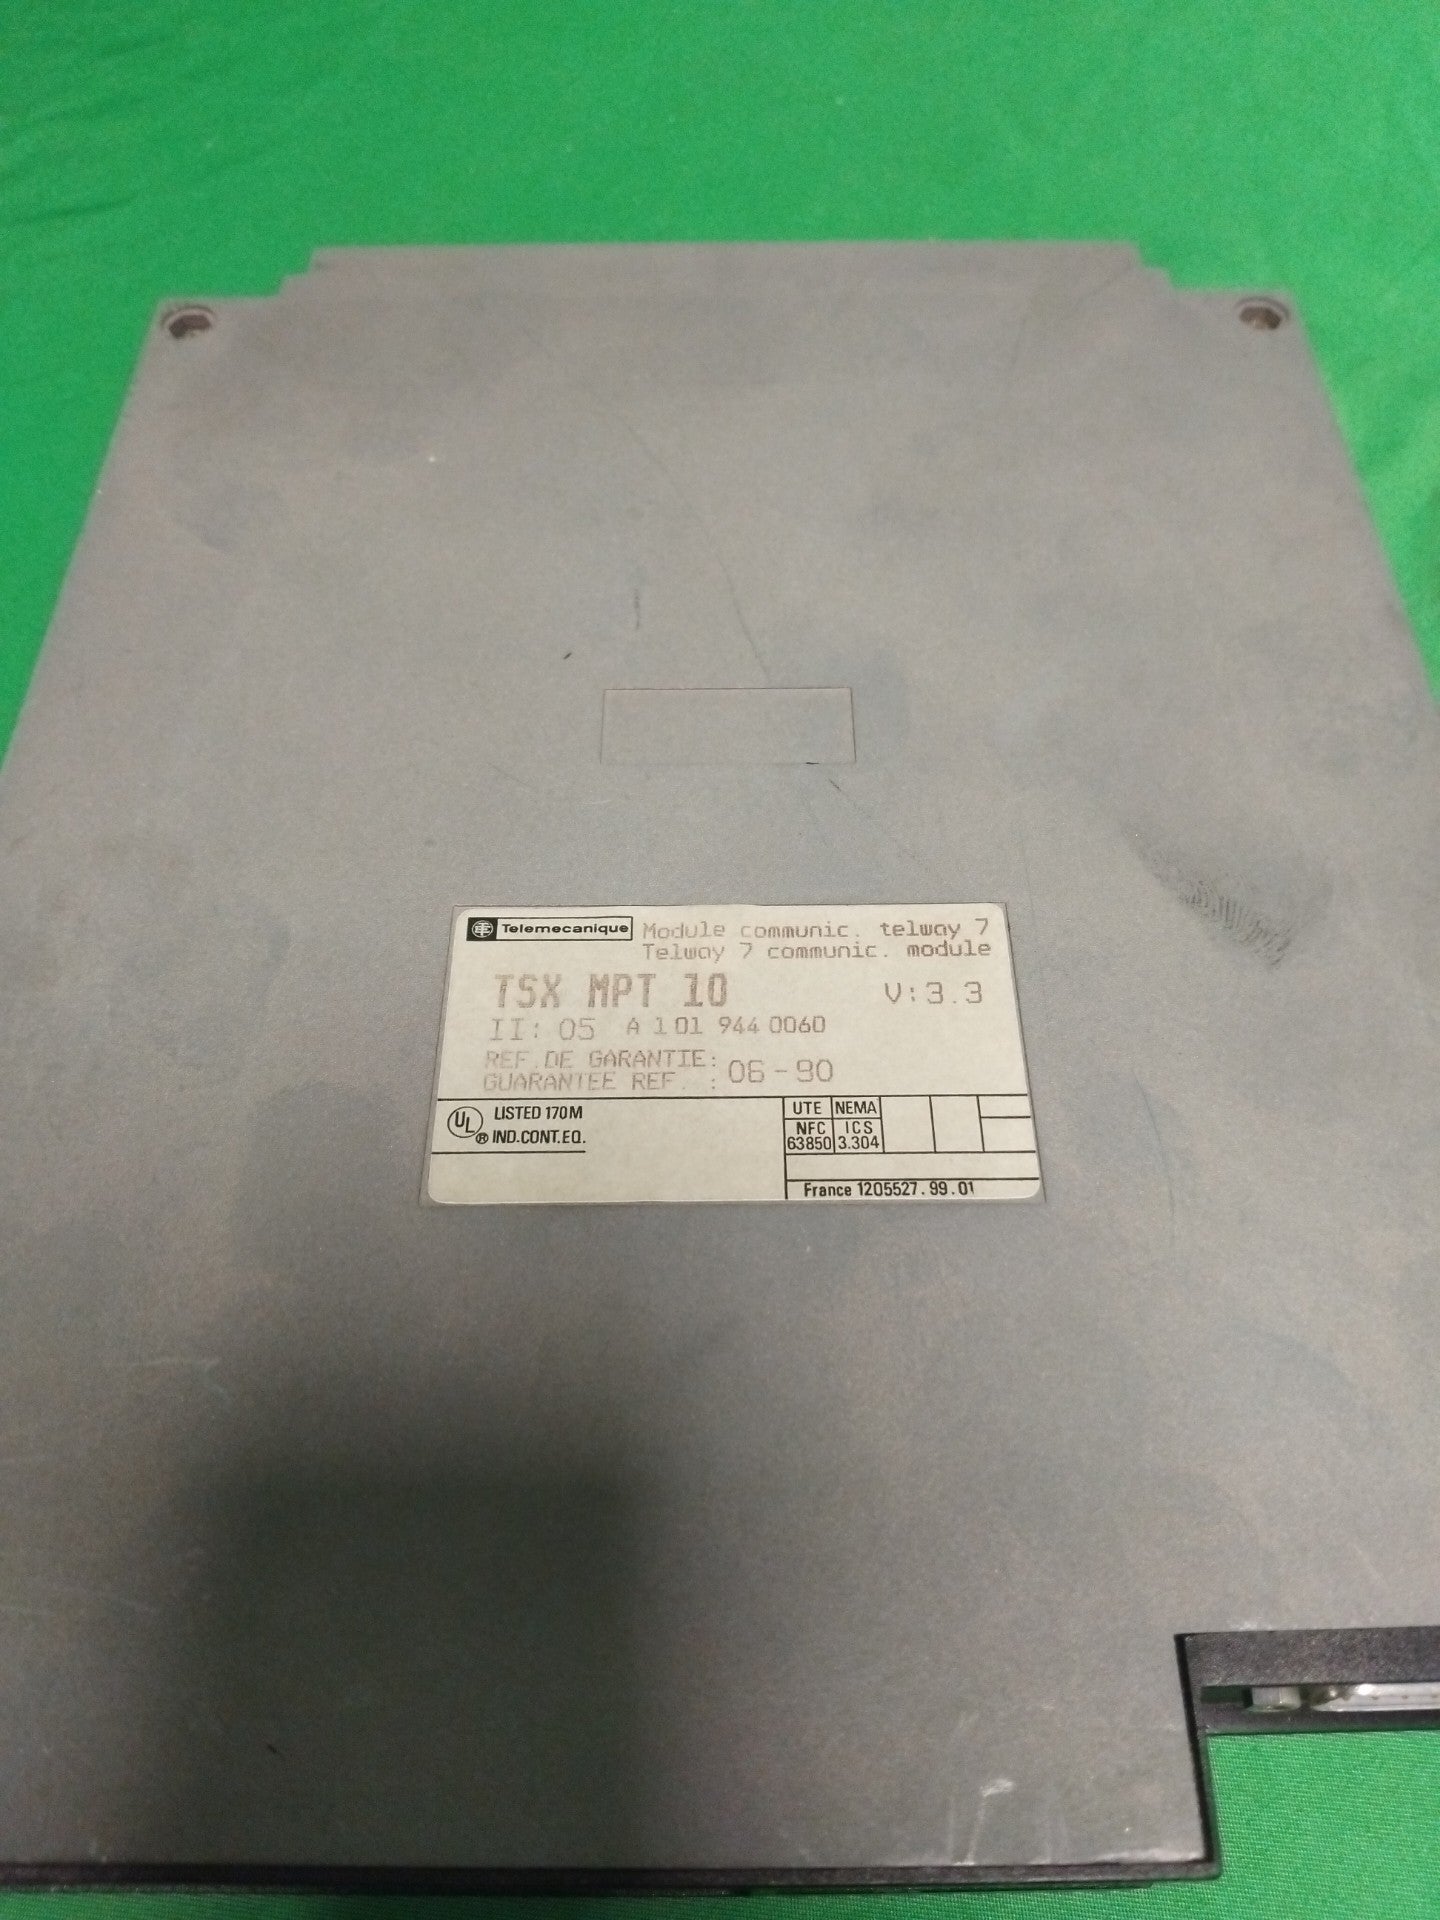 Telemecanique
Module communic. telway 7
Telway 7 communic. module
TSX MPT 10 V: 3.3
II: 05 A 1 01 944 0060
REF. DE GARANTIE:
GUARANTEE REF. : 06-90
UL LISTED 170M
® IND.CONT.EQ.
UTE NEMA
NFC ICS
63850 3.304
France 1205527.99.01